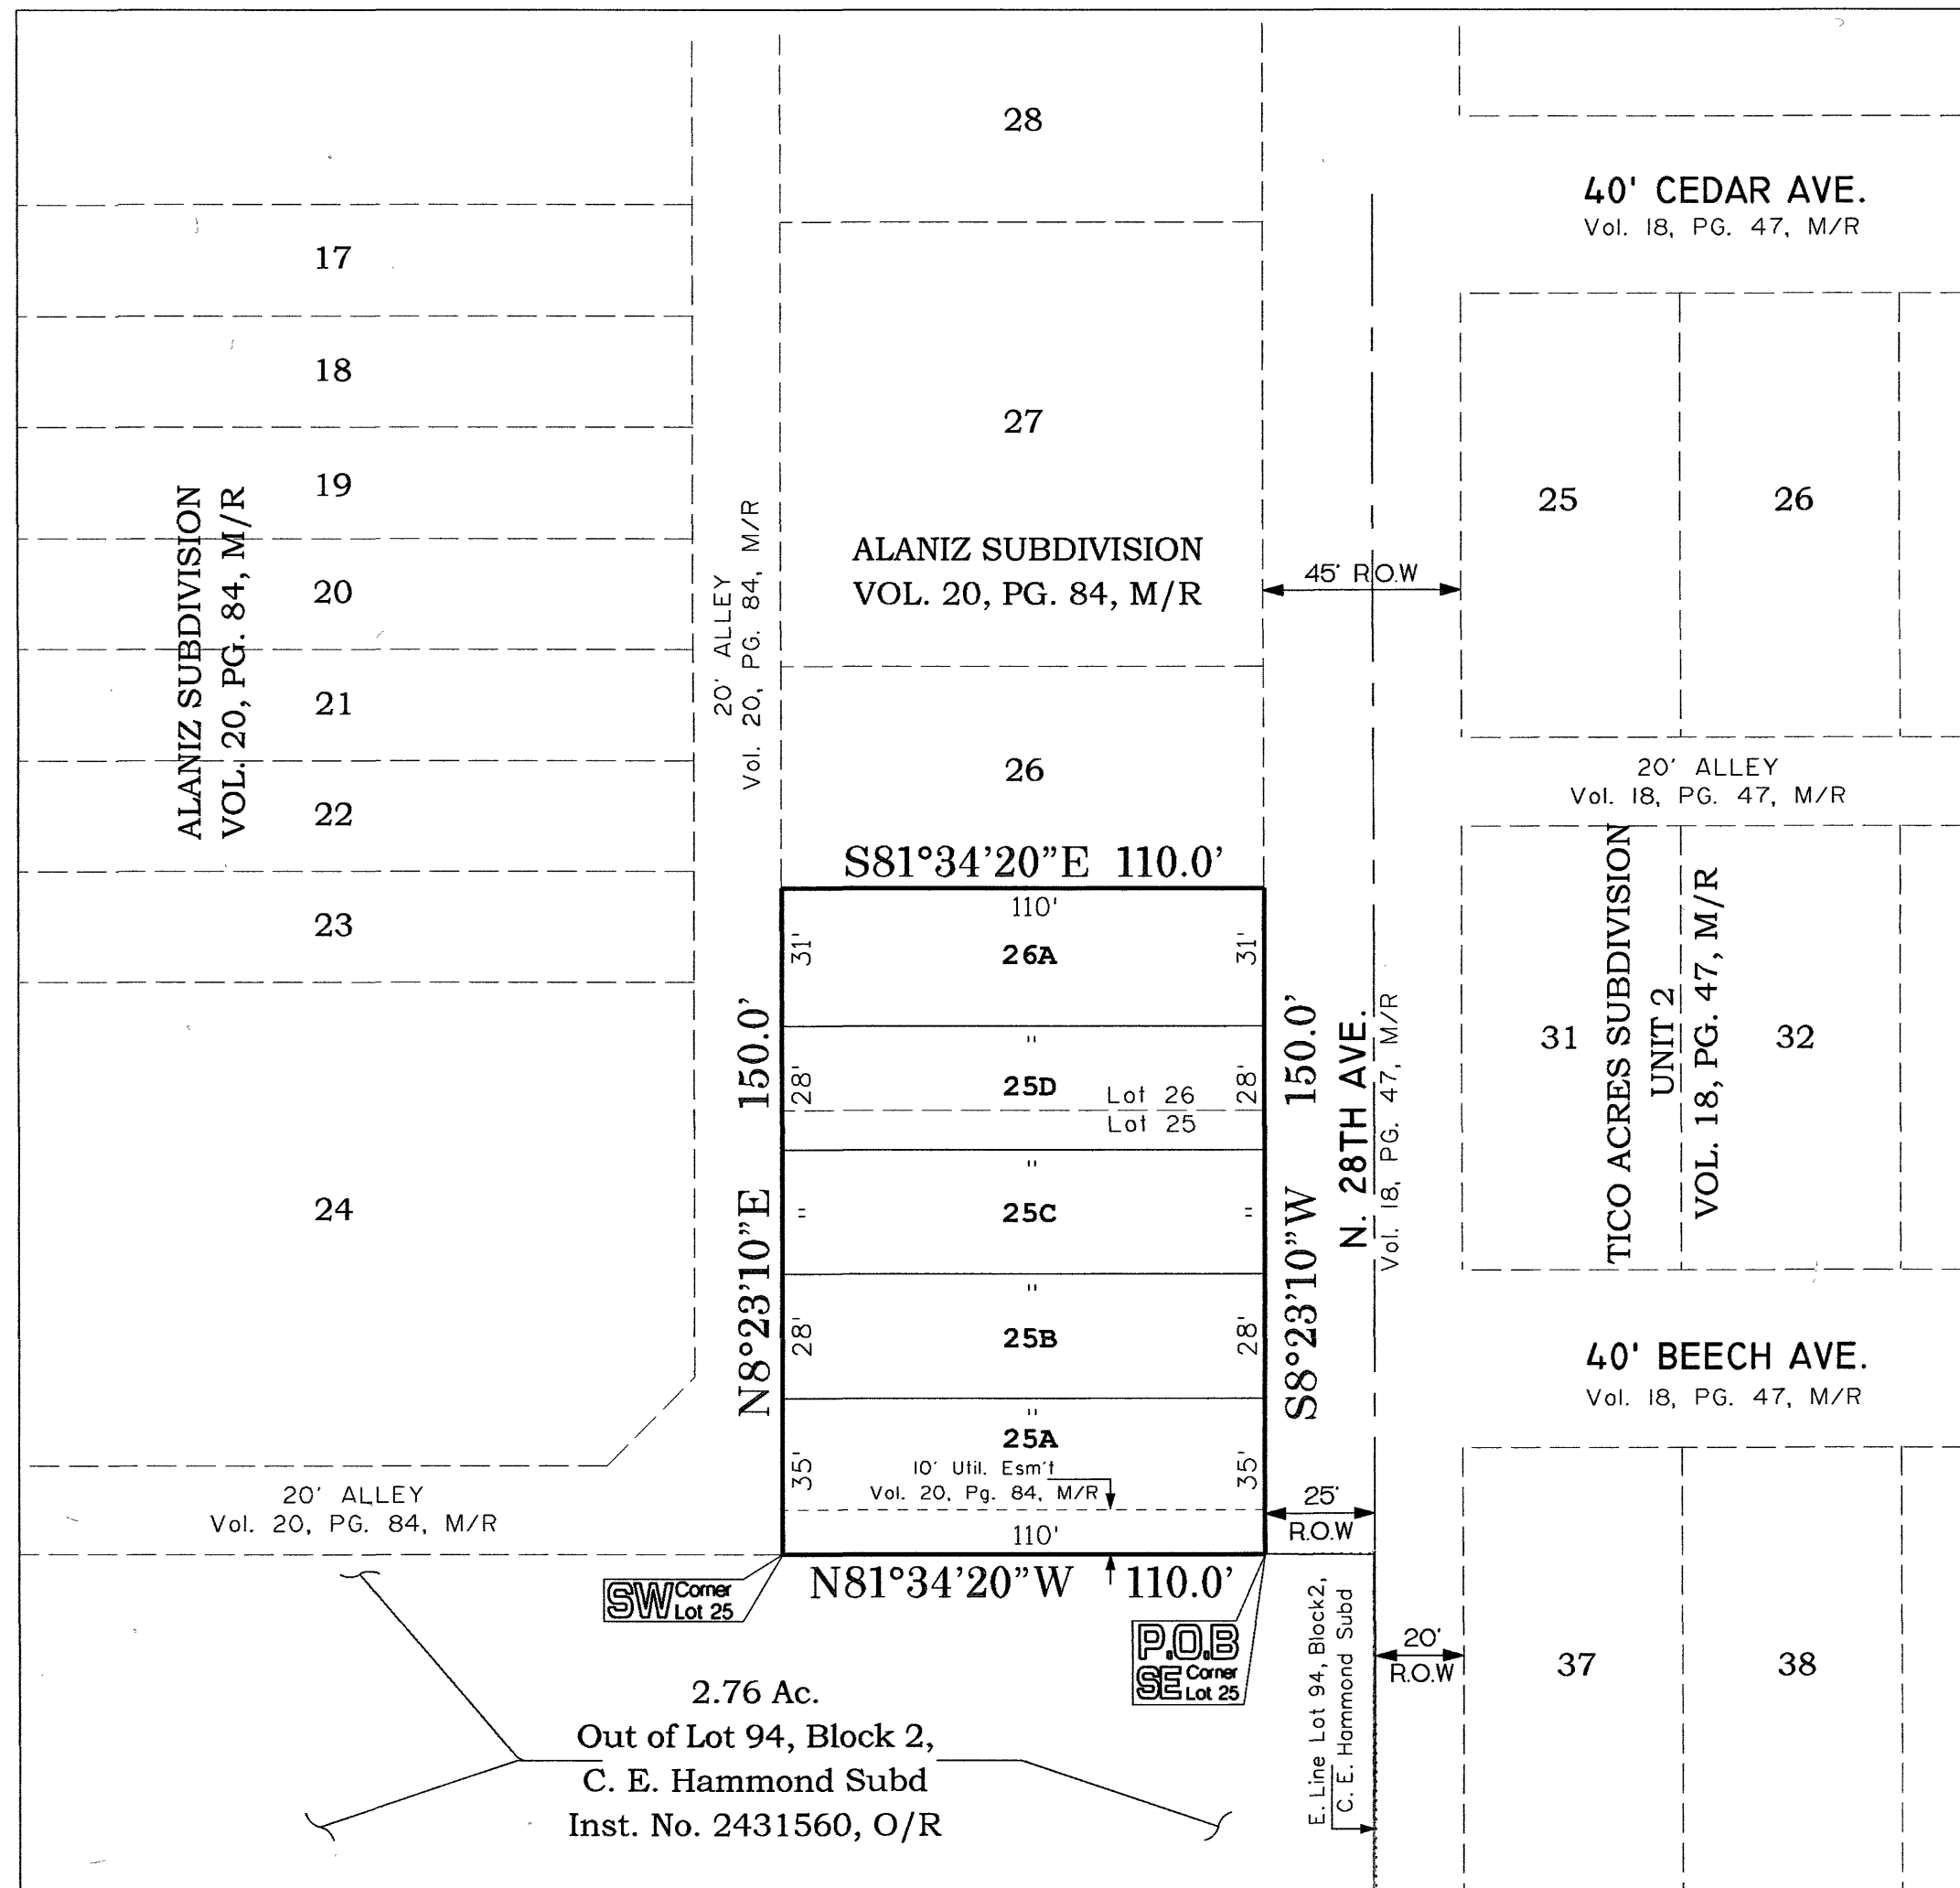 28
40' CEDAR AVE.
Vol. 18, PG. 47, M/R
17
18
19
20
21
22
23
24
ALANIZ SUBDIVISION
VOL. 20, PG. 84, M/R
20' ALLEY
Vol. 20, PG. 84, M/R
27
ALANIZ SUBDIVISION
VOL. 20, PG. 84, M/R
45' R.O.W
25
26
20' ALLEY
Vol. 18, PG. 47, M/R
26
S81°34'20"E 110.0'
110'
31'
26A
31'
"
28'
25D
28'
Lot 26
Lot 25
"
"
25C
"
"
28'
25B
28'
"
25A
35'
35'
10' Util. Esm't
Vol. 20, Pg. 84, M/R
110'
N8°23'10"E 150.0'
S8°23'10"W 150.0'
N. 28TH AVE.
Vol. 18, PG. 47, M/R
31
TICO ACRES SUBDIVISION
UNIT 2
VOL. 18, PG. 47, M/R
32
40' BEECH AVE.
Vol. 18, PG. 47, M/R
20' ALLEY
Vol. 20, PG. 84, M/R
25'
R.O.W
N81°34'20"W 110.0'
SW Corner
Lot 25
P.O.B
SE Corner
Lot 25
E. Line Lot 94, Block2,
C. E. Hammond Subd
20'
R.O.W
37
38
2.76 Ac.
Out of Lot 94, Block 2,
C. E. Hammond Subd
Inst. No. 2431560, O/R